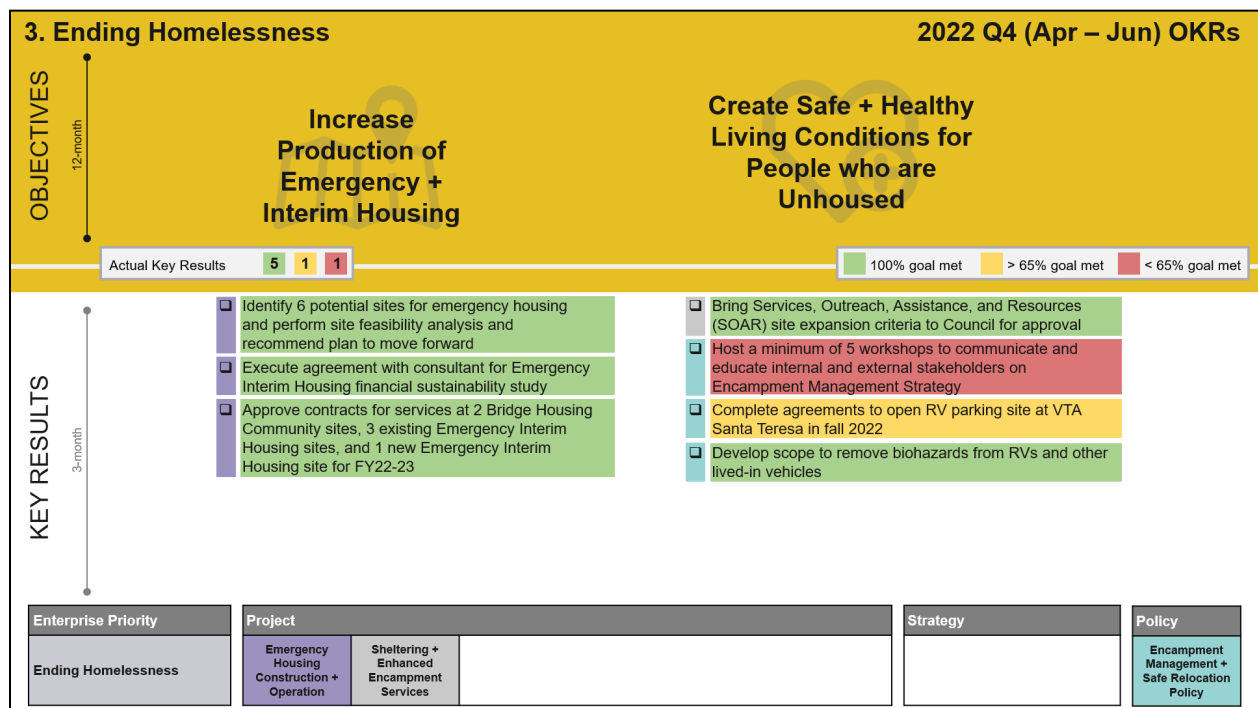 3. Ending Homelessness
2022 Q4 (Apr – Jun) OKRs
OBJECTIVES
12-month
Increase
Production of
Emergency +
Interim Housing
Create Safe + Healthy
Living Conditions for
People who are
Unhoused
Actual Key Results 5 1 1
100% goal met > 65% goal met < 65% goal met
KEY RESULTS
3-month
Identify 6 potential sites for emergency housing
and perform site feasibility analysis and
recommend plan to move forward
Execute agreement with consultant for Emergency
Interim Housing financial sustainability study
Approve contracts for services at 2 Bridge Housing
Community sites, 3 existing Emergency Interim
Housing sites, and 1 new Emergency Interim
Housing site for FY22-23
Bring Services, Outreach, Assistance, and Resources
(SOAR) site expansion criteria to Council for approval
Host a minimum of 5 workshops to communicate and
educate internal and external stakeholders on
Encampment Management Strategy
Complete agreements to open RV parking site at VTA
Santa Teresa in fall 2022
Develop scope to remove biohazards from RVs and other
lived-in vehicles
Enterprise Priority
Ending Homelessness
Project
Emergency
Housing
Construction +
Operation
Sheltering +
Enhanced
Encampment
Services
Strategy
Policy
Encampment
Management +
Safe Relocation
Policy